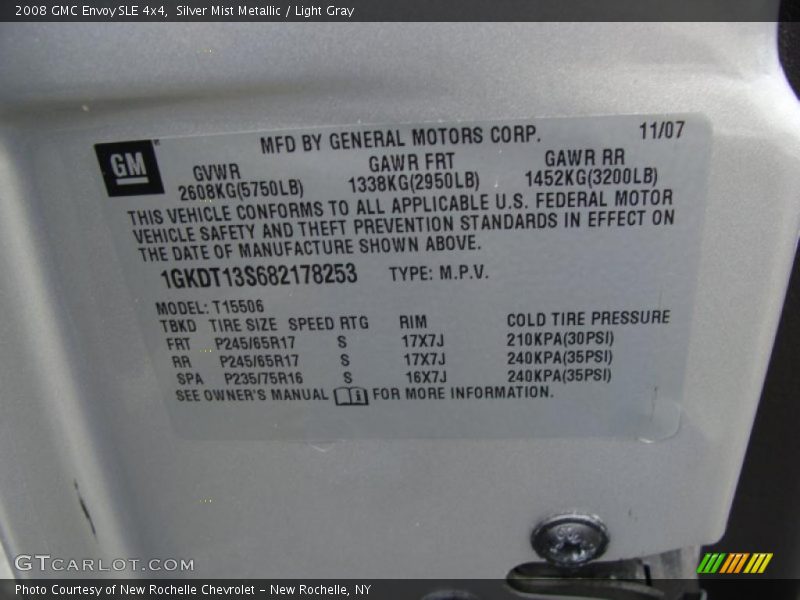 2008 GMC Envoy SLE 4x4, Silver Mist Metallic / Light Gray
GM
MFD BY GENERAL MOTORS CORP. 11/07
GVWR GAWR FRT GAWR RR
2608KG(5750LB) 1338KG(2950LB) 1452KG(3200LB)
THIS VEHICLE CONFORMS TO ALL APPLICABLE U.S. FEDERAL MOTOR
VEHICLE SAFETY AND THEFT PREVENTION STANDARDS IN EFFECT ON
THE DATE OF MANUFACTURE SHOWN ABOVE.
1GKDT13S682178253 TYPE: M.P.V.
MODEL: T15506
TBKD TIRE SIZE SPEED RTG RIM COLD TIRE PRESSURE
FRT P245/65R17 S 17X7J 210KPA(30PSI)
RR P245/65R17 S 17X7J 240KPA(35PSI)
SPA P235/75R16 S 16X7J 240KPA(35PSI)
SEE OWNER'S MANUAL FOR MORE INFORMATION.
GTCARLOT.COM
Photo Courtesy of New Rochelle Chevrolet - New Rochelle, NY